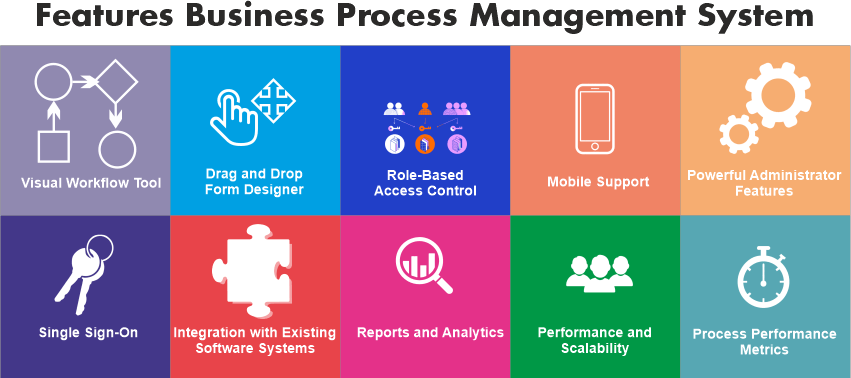 Features Business Process Management System
Visual Workflow Tool
Drag and Drop
Form Designer
Role-Based
Access Control
Mobile Support
Powerful Administrator
Features
Single Sign-On
Integration with Existing
Software Systems
Reports and Analytics
Performance and
Scalability
Process Performance
Metrics